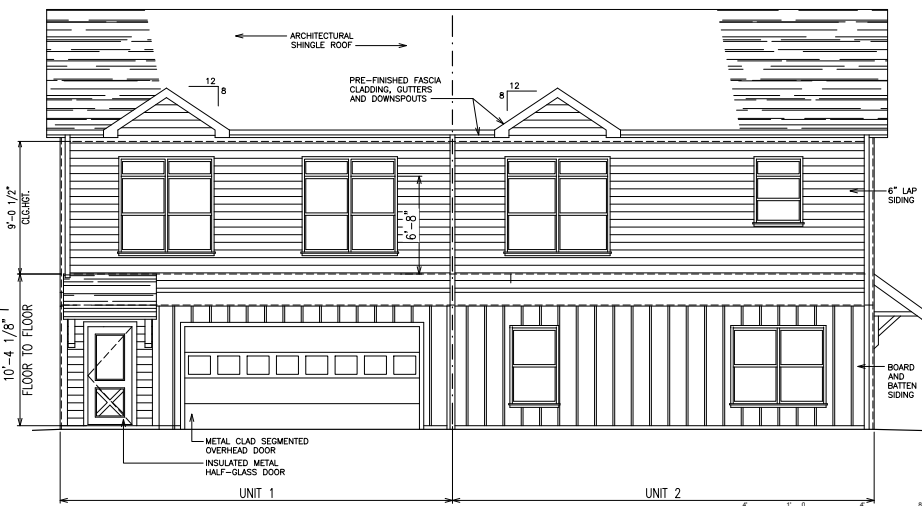 ARCHITECTURAL
SHINGLE ROOF
12
8
PRE-FINISHED FASCIA
CLADDING, GUTTERS
AND DOWNSPOUTS
12
8
9'-0 1/2"
CLG.HGT.
6'-8"
6" LAP
SIDING
10'-4 1/8"
FLOOR TO FLOOR
BOARD
AND
BATTEN
SIDING
METAL CLAD SEGMENTED
OVERHEAD DOOR
INSULATED METAL
HALF-GLASS DOOR
UNIT 1
UNIT 2